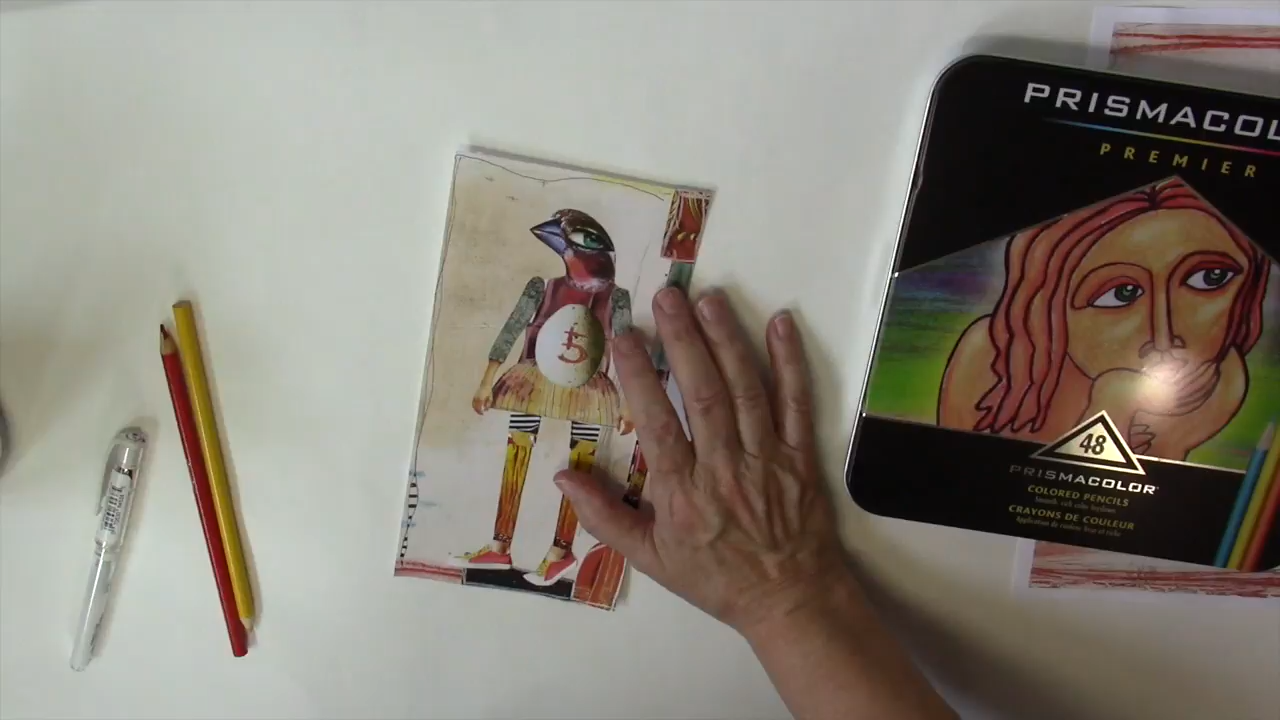 PRISMACOL
PREMIER
5
48
PRISMACOLOR
COLORED PENCILS
CRAYONS DE COULEUR